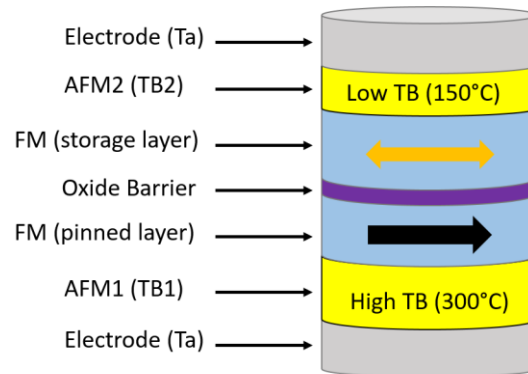 Electrode (Ta)
AFM2 (TB2)
Low TB (150°C)
FM (storage layer)
Oxide Barrier
FM (pinned layer)
AFM1 (TB1)
High TB (300°C)
Electrode (Ta)